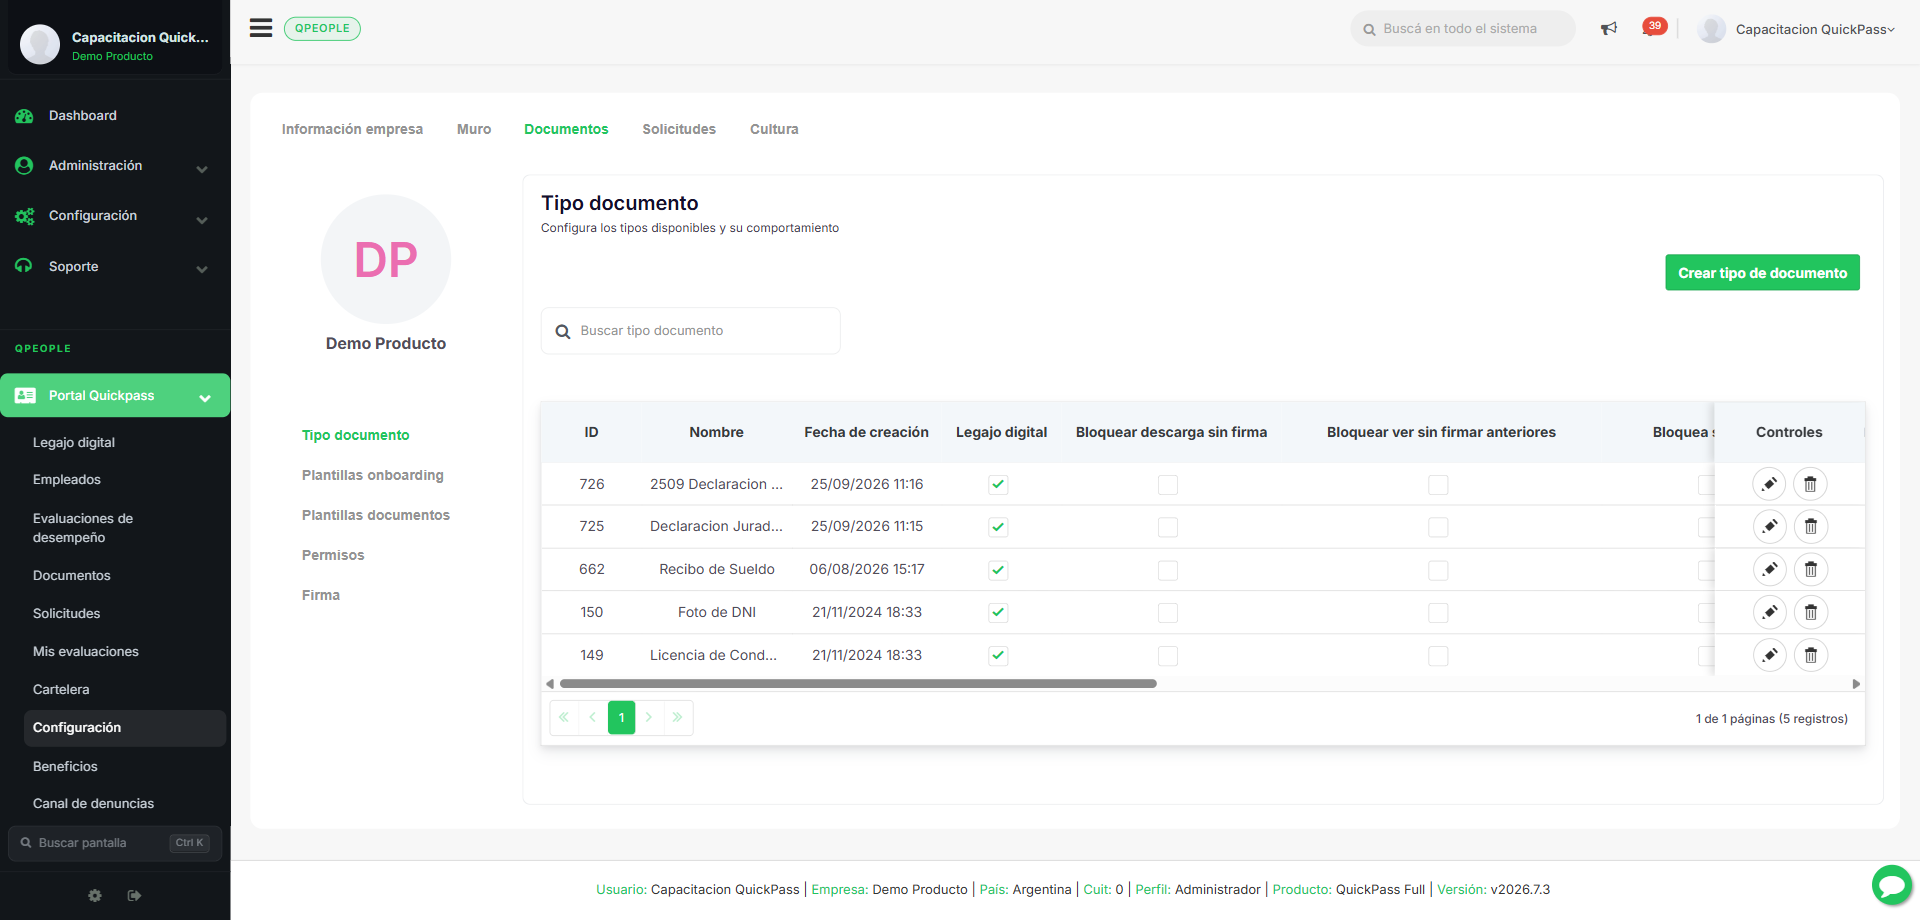 Capacitacion Quick...
Demo Producto
Dashboard
Administración
Configuración
Soporte
QPEOPLE
Portal Quickpass
Legajo digital
Empleados
Evaluaciones de
desempeño
Documentos
Solicitudes
Mis evaluaciones
Cartelera
Configuración
Beneficios
Canal de denuncias
Buscar pantalla Ctrl K
QPEOPLE
Buscá en todo el sistema
39
Capacitacion QuickPass
Información empresa Muro Documentos Solicitudes Cultura
DP
Demo Producto
Tipo documento
Plantillas onboarding
Plantillas documentos
Permisos
Firma
Tipo documento
Configura los tipos disponibles y su comportamiento
Crear tipo de documento
Buscar tipo documento
ID Nombre Fecha de creación Legajo digital Bloquear descarga sin firma Bloquear ver sin firmar anteriores Bloquea Controles
726 2509 Declaracion ... 25/09/2026 11:16
725 Declaracion Jurad... 25/09/2026 11:15
662 Recibo de Sueldo 06/08/2026 15:17
150 Foto de DNI 21/11/2024 18:33
149 Licencia de Cond... 21/11/2024 18:33
« ‹ 1 › »
1 de 1 páginas (5 registros)
Usuario: Capacitacion QuickPass | Empresa: Demo Producto | País: Argentina | Cuit: 0 | Perfil: Administrador | Producto: QuickPass Full | Versión: v2026.7.3